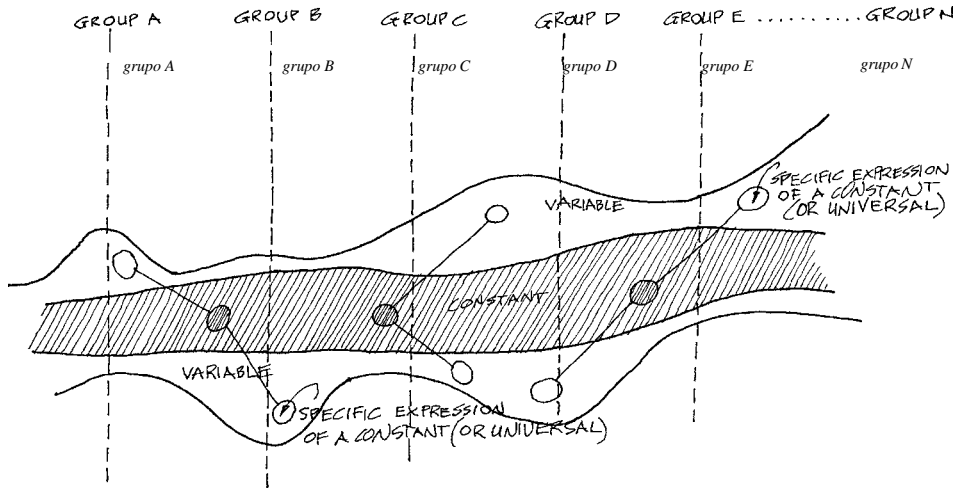 GROUP A GROUP B GROUP C GROUP D GROUP E .......... GROUP N
grupo A grupo B grupo C grupo D grupo E grupo N
SPECIFIC EXPRESSION
OF A CONSTANT
(OR UNIVERSAL)
VARIABLE
CONSTANT
VARIABLE
SPECIFIC EXPRESSION
OF A CONSTANT (OR UNIVERSAL)